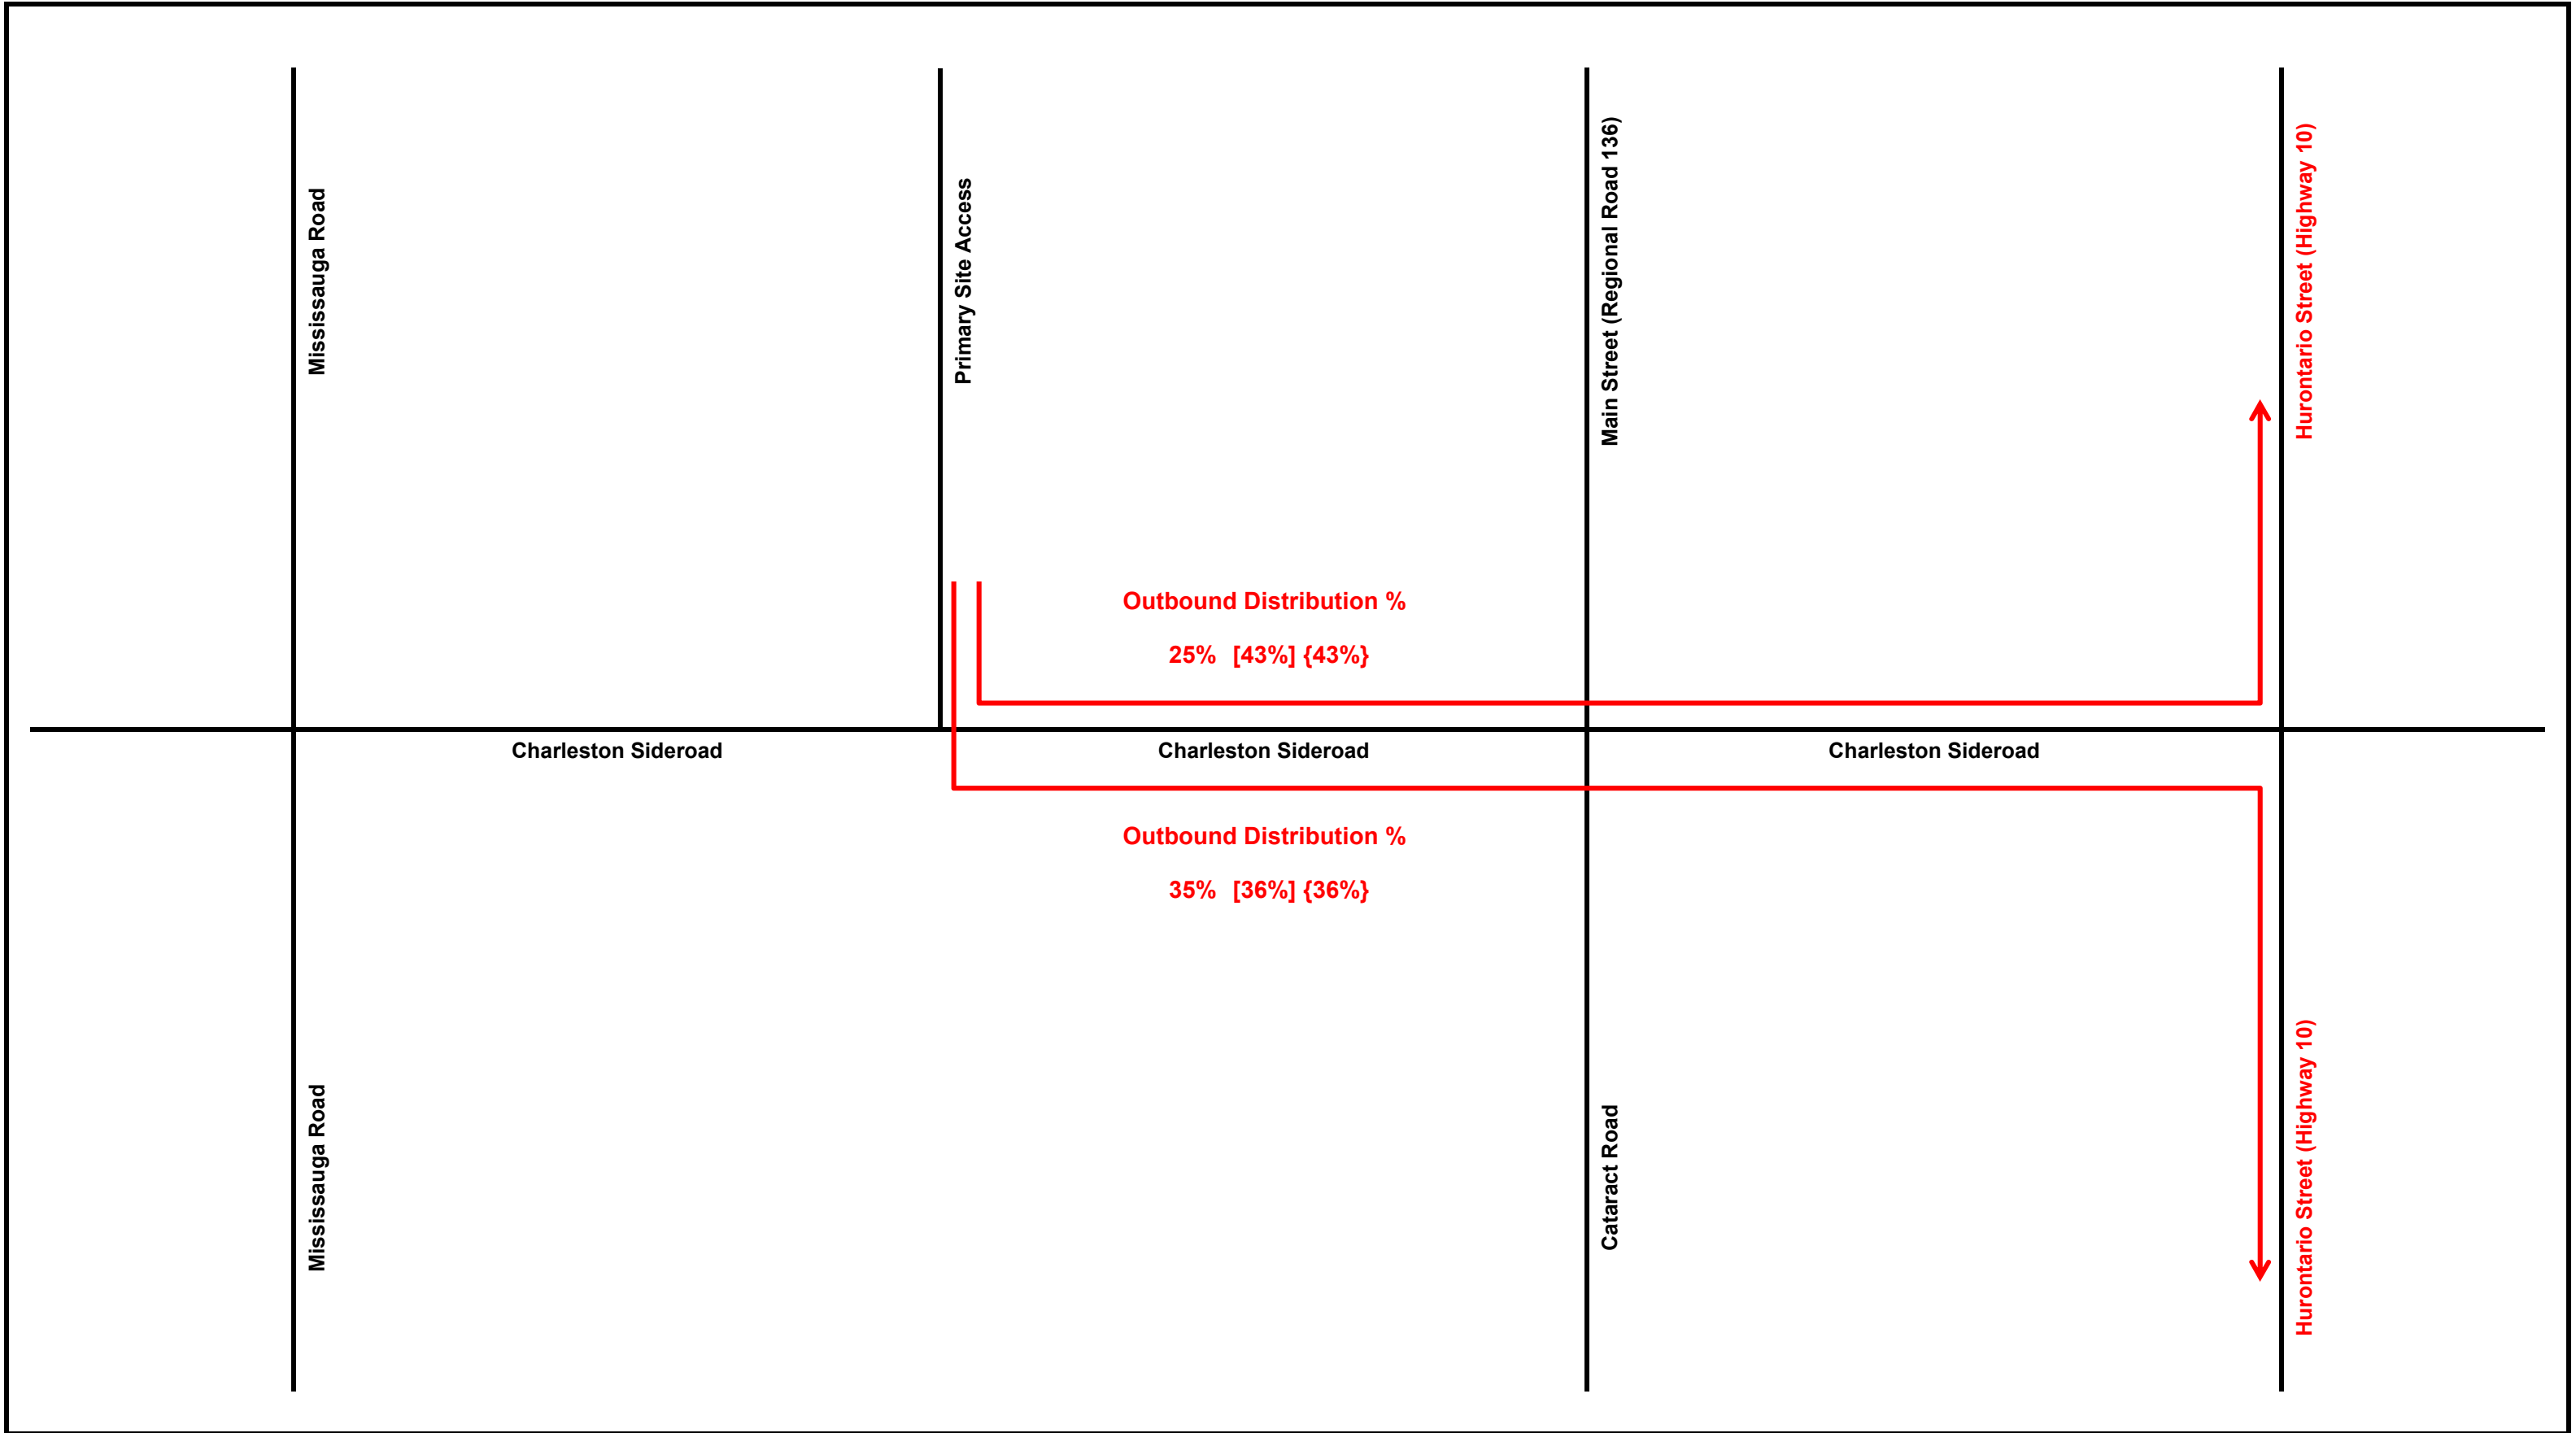 Mississauga Road
Primary Site Access
Main Street (Regional Road 136)
Hurontario Street (Highway 10)
Outbound Distribution %
25% [43%] {43%}
Charleston Sideroad
Charleston Sideroad
Charleston Sideroad
Outbound Distribution %
35% [36%] {36%}
Mississauga Road
Cataract Road
Hurontario Street (Highway 10)